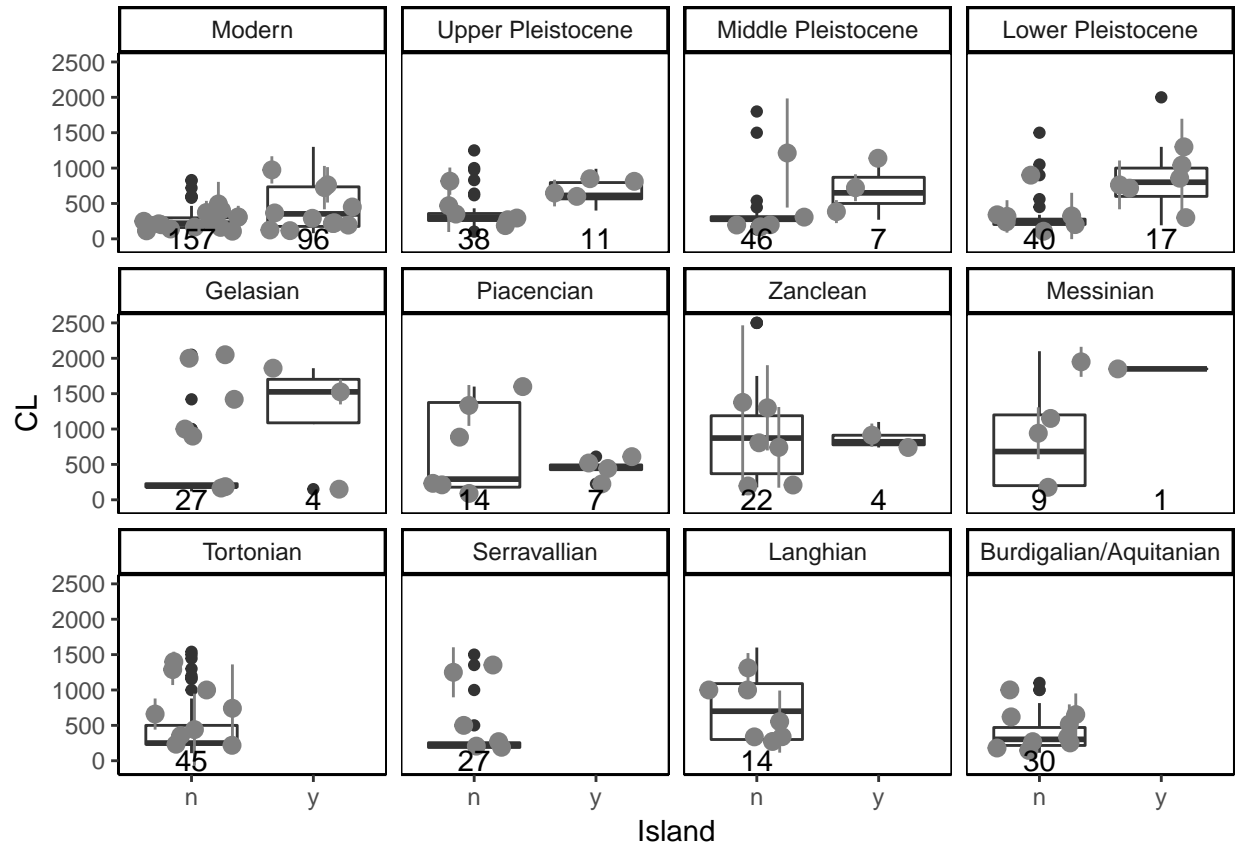 Modern Upper Pleistocene Middle Pleistocene Lower Pleistocene
2500
2000
1500
1000
500
0
157 96 38 11 46 7 40 17
Gelasian Piacencian Zanclean Messinian
2500
2000
1500
1000
500
0
27 4 14 7 22 4 9 1
CL
Tortonian Serravallian Langhian Burdigalian/Aquitanian
2500
2000
1500
1000
500
0
45 27 14 30
n y n y n y n y
Island